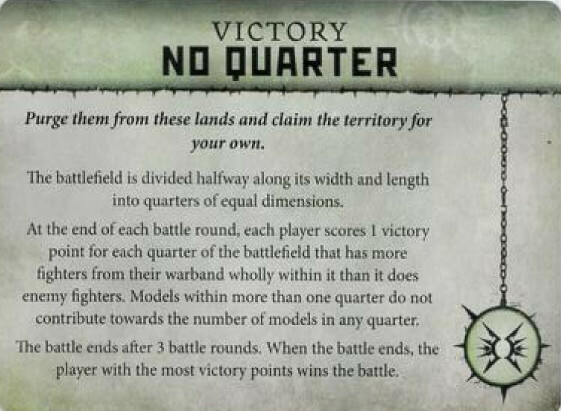 VICTORY
NO QUARTER
Purge them from these lands and claim the territory for
your own.
The battlefield is divided halfway along its width and length
into quarters of equal dimensions.
At the end of each battle round, each player scores 1 victory
point for each quarter of the battlefield that has more
fighters from their warband wholly within it than it does
enemy fighters. Models within more than one quarter do not
contribute towards the number of models in any quarter.
The battle ends after 3 battle rounds. When the battle ends, the
player with the most victory points wins the battle.